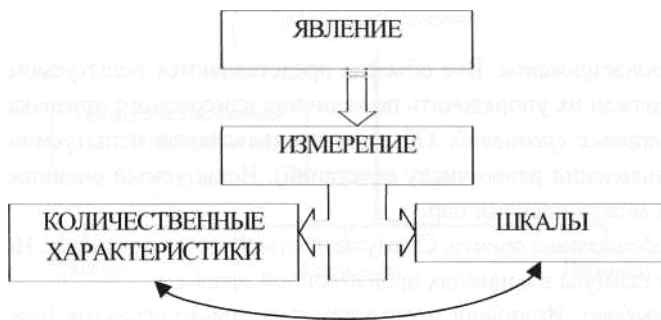 ЯВЛЕНИЕ
ИЗМЕРЕНИЕ
КОЛИЧЕСТВЕННЫЕ
ХАРАКТЕРИСТИКИ
ШКАЛЫ